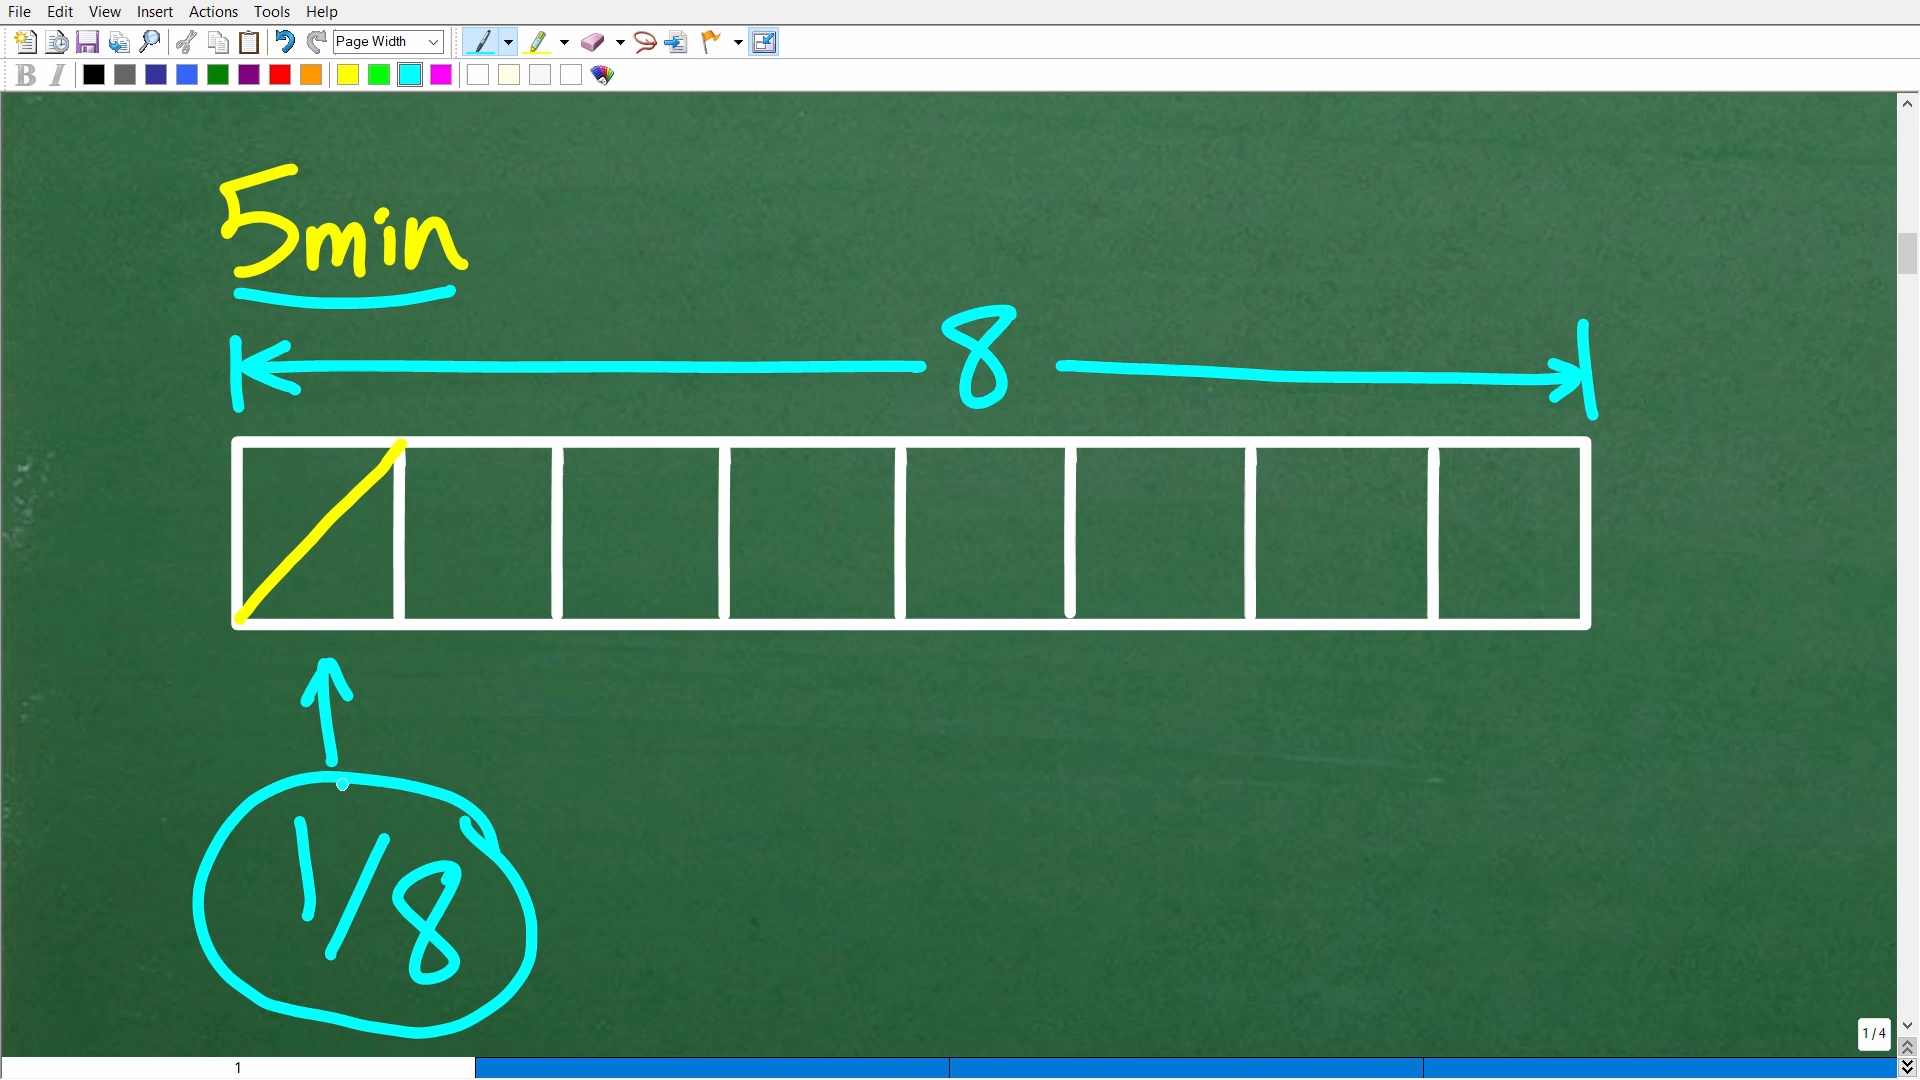 File Edit View Insert Actions Tools Help
Page Width
B I
5min
8
1/8
1/4
1